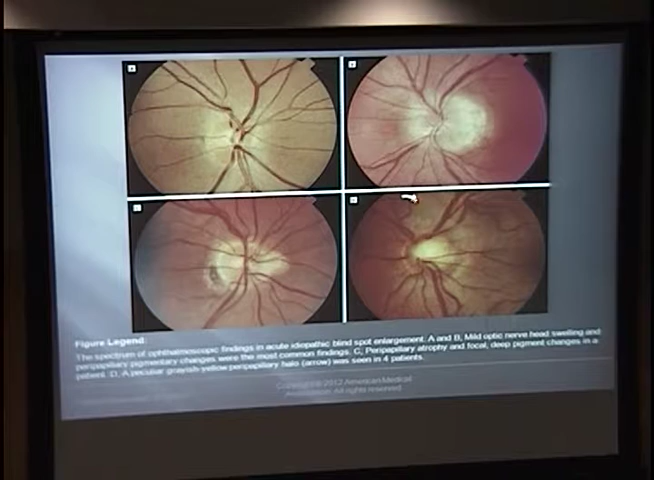 Figure Legend:
The spectrum of ophthalmoscopic findings in acute idiopathic blind spot enlargement. A and B, Mild optic nerve head swelling and
peripapillary pigmentary changes were the most common findings. C, Peripapillary atrophy and focal, deep pigment changes in a
patient. D, A peculiar grayish-yellow peripapillary halo (arrow) was seen in 4 patients.
Copyright © 2012 American Medical
Association. All rights reserved